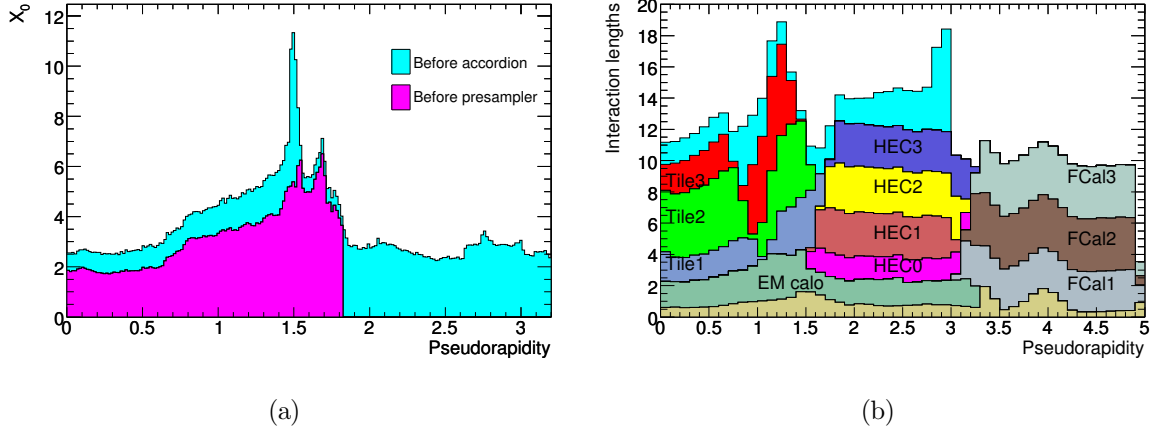 X0
12
10
8
6
4
2
0
Before accordion
Before presampler
0 0.5 1 1.5 2 2.5 3
Pseudorapidity
(a)
Interaction lengths
20
18
16
14
12
10
8
6
4
2
0
Tile3
Tile2
Tile1
EM calo
HEC3
HEC2
HEC1
HEC0
FCal3
FCal2
FCal1
0 0.5 1 1.5 2 2.5 3 3.5 4 4.5 5
Pseudorapidity
(b)